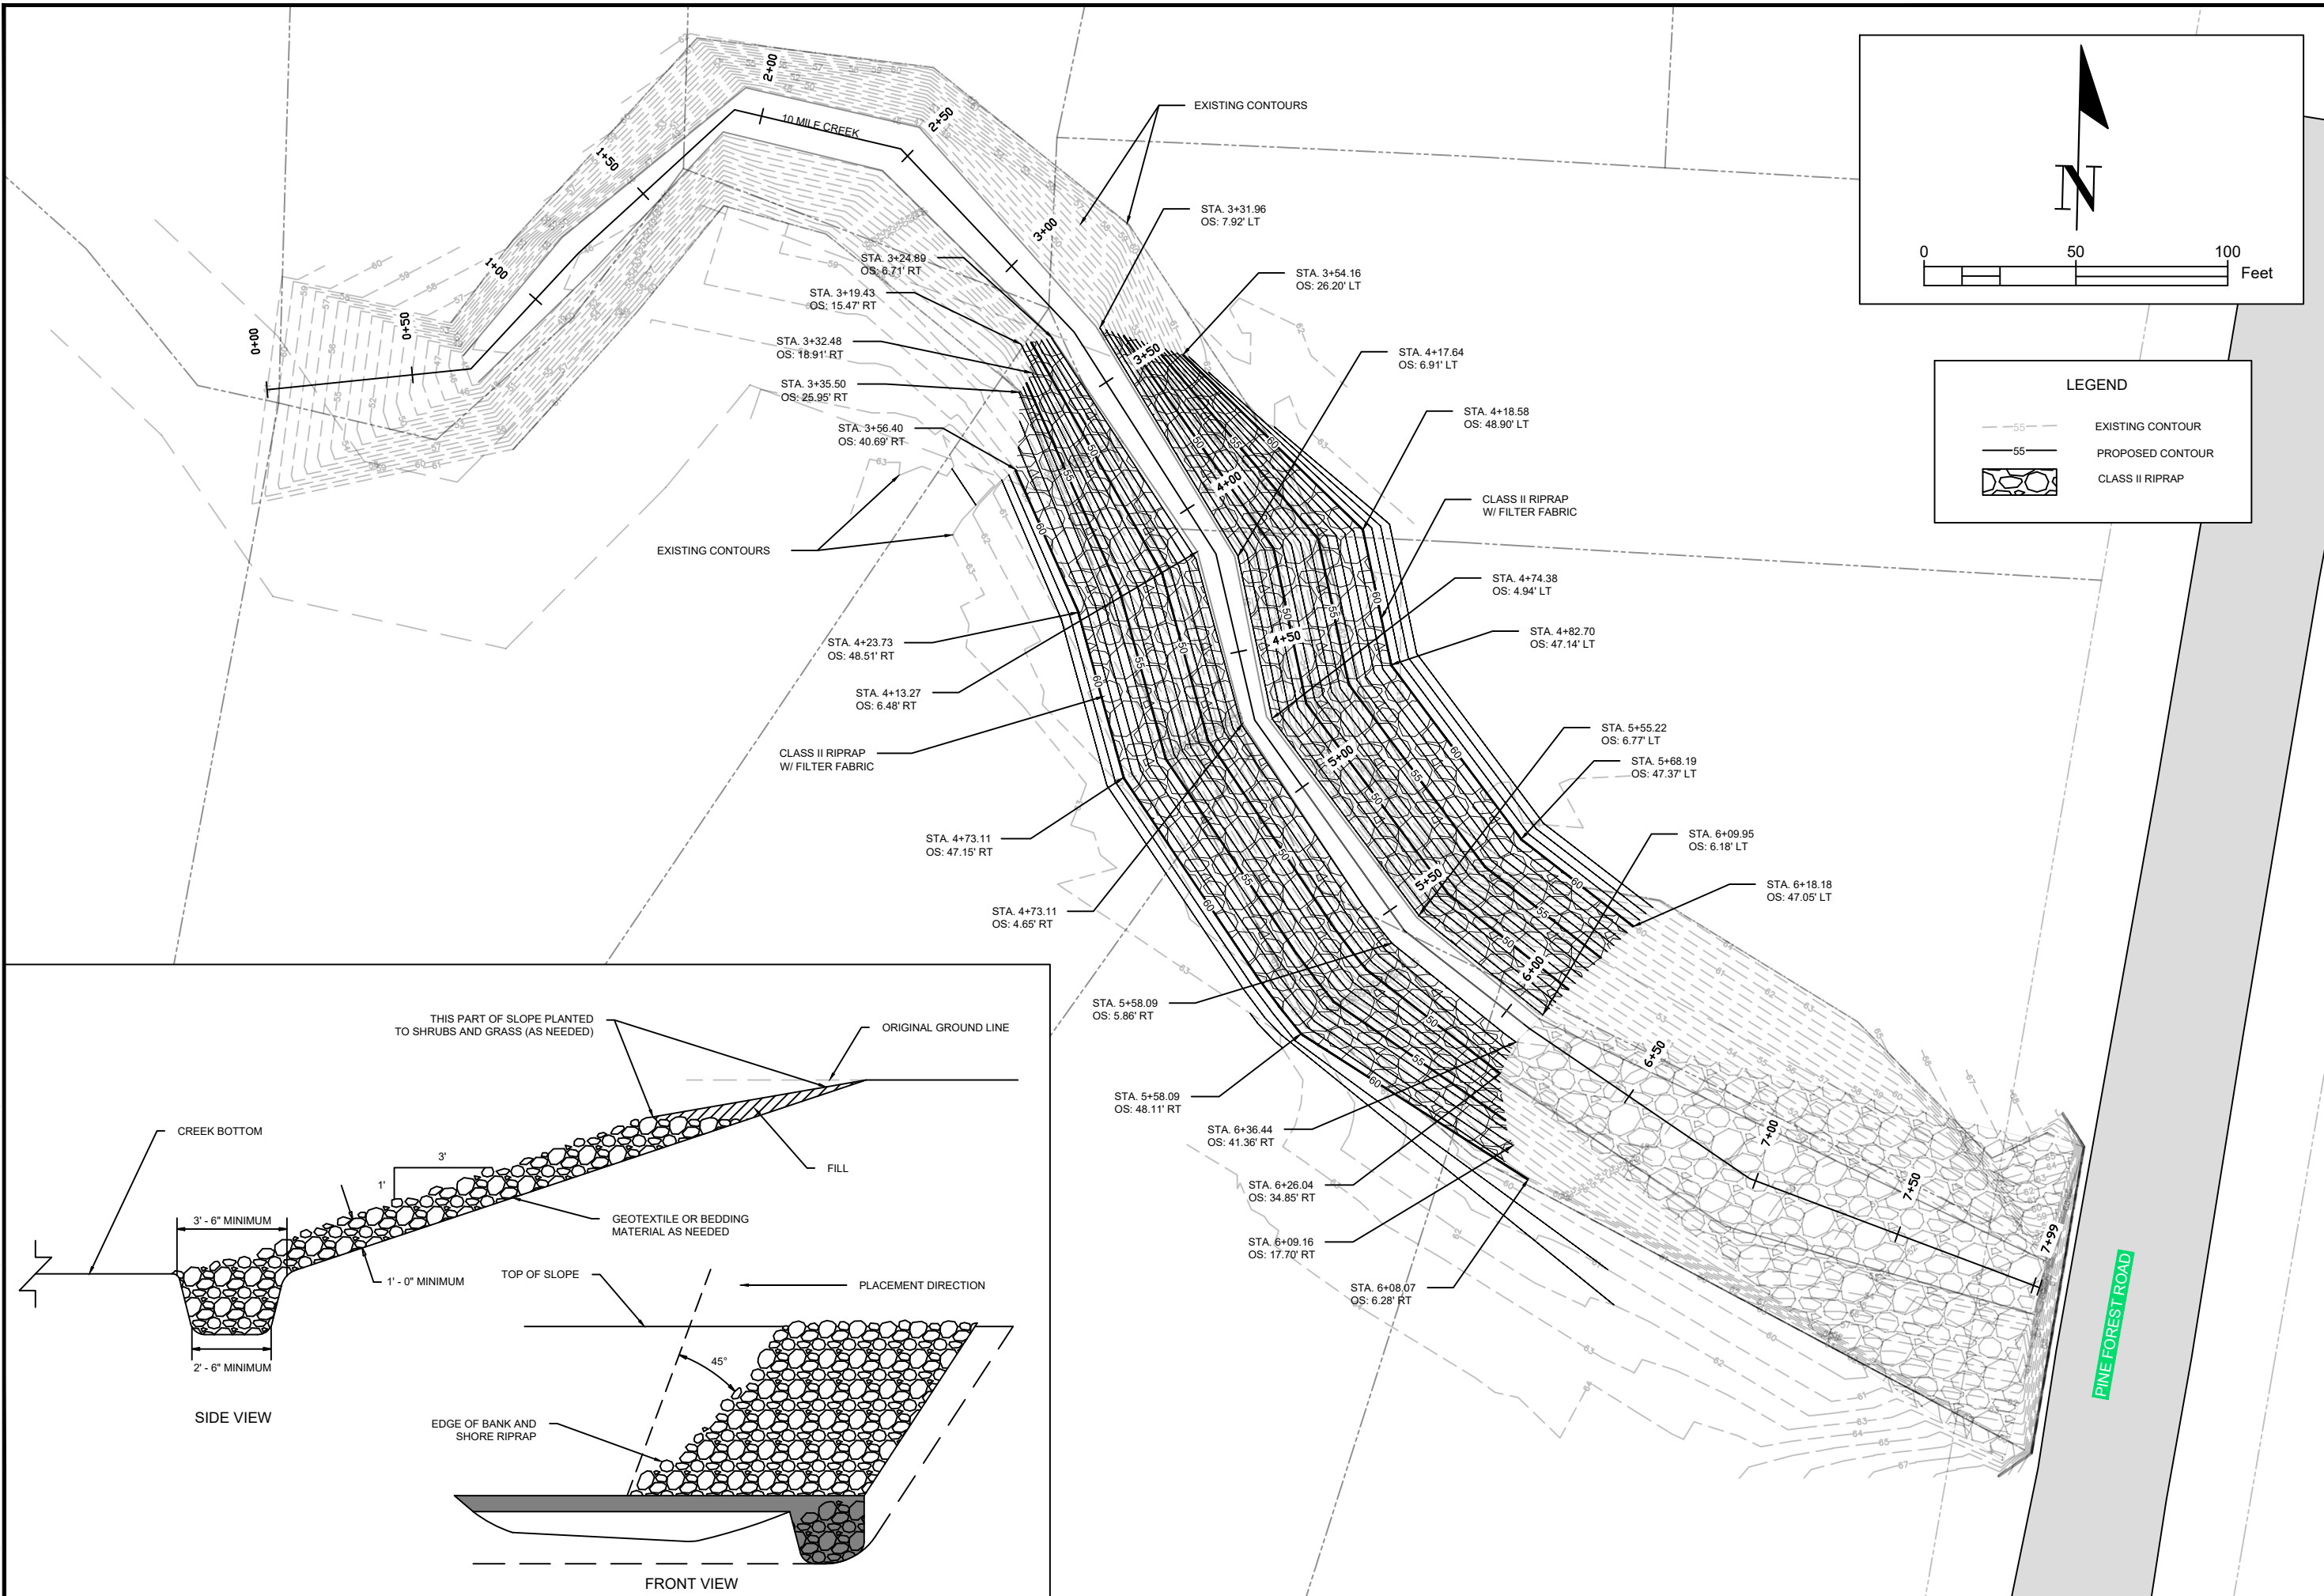 10 MILE CREEK
0+00
0+50
1+00
1+50
2+00
2+50
3+00
3+50
4+00
4+50
5+00
5+50
6+00
6+50
7+00
7+50
7+99
EXISTING CONTOURS
STA. 3+31.96
OS: 7.92' LT
STA. 3+24.89
OS: 6.71' RT
STA. 3+54.16
OS: 26.20' LT
STA. 3+19.43
OS: 15.47' RT
STA. 3+32.48
OS: 18.91' RT
STA. 4+17.64
OS: 6.91' LT
STA. 3+35.50
OS: 25.95' RT
STA. 4+18.58
OS: 48.90' LT
STA. 3+56.40
OS: 40.69' RT
CLASS II RIPRAP
W/ FILTER FABRIC
EXISTING CONTOURS
STA. 4+74.38
OS: 4.94' LT
STA. 4+82.70
OS: 47.14' LT
STA. 4+23.73
OS: 48.51' RT
STA. 4+13.27
OS: 6.48' RT
STA. 5+55.22
OS: 6.77' LT
CLASS II RIPRAP
W/ FILTER FABRIC
STA. 5+68.19
OS: 47.37' LT
STA. 4+73.11
OS: 47.15' RT
STA. 6+09.95
OS: 6.18' LT
STA. 6+18.18
OS: 47.05' LT
STA. 4+73.11
OS: 4.65' RT
STA. 5+58.09
OS: 5.86' RT
STA. 5+58.09
OS: 48.11' RT
STA. 6+36.44
OS: 41.36' RT
STA. 6+26.04
OS: 34.85' RT
STA. 6+09.16
OS: 17.70' RT
STA. 6+08.07
OS: 6.28' RT
PINE FOREST ROAD
N
0 50 100
Feet
LEGEND
55 EXISTING CONTOUR
55 PROPOSED CONTOUR
CLASS II RIPRAP
THIS PART OF SLOPE PLANTED
TO SHRUBS AND GRASS (AS NEEDED)
ORIGINAL GROUND LINE
CREEK BOTTOM
3'
1'
FILL
3' - 6" MINIMUM
GEOTEXTILE OR BEDDING
MATERIAL AS NEEDED
1' - 0" MINIMUM
2' - 6" MINIMUM
SIDE VIEW
TOP OF SLOPE
PLACEMENT DIRECTION
45°
EDGE OF BANK AND
SHORE RIPRAP
FRONT VIEW